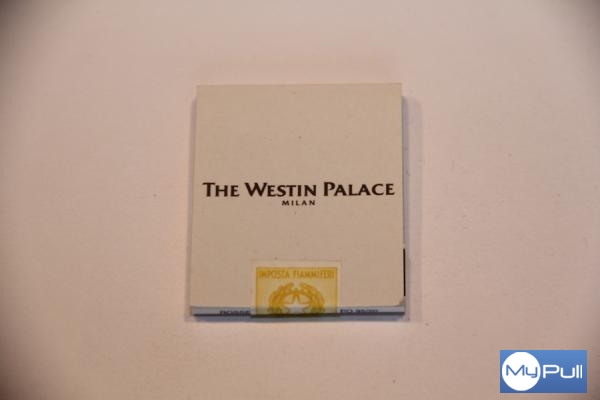 THE WESTIN PALACE
MILAN
IMPOSTA FIAMMIFERI
MyPull